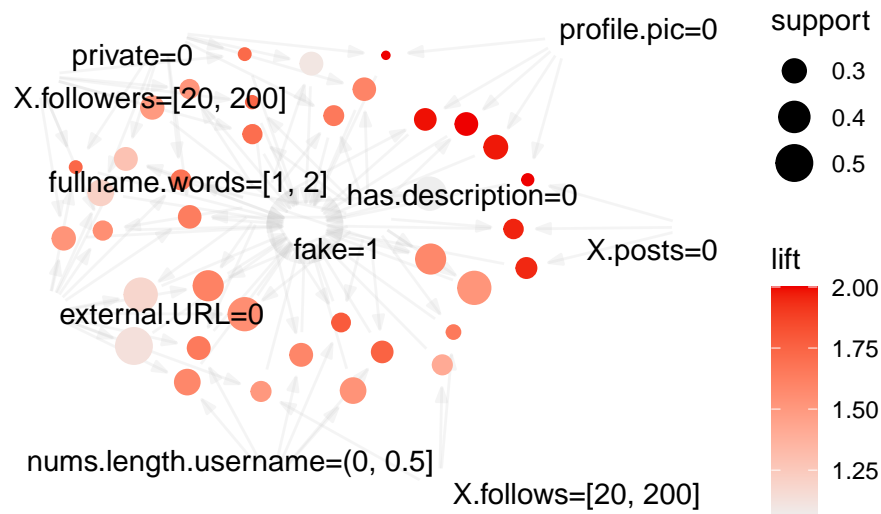 support
profile.pic=0
private=0
0.3
X.followers=[20, 200]
0.4
0.5
fullname.words=[1, 2]
has.description=0
fake=1
X.posts=0
lift
2.00
external.URL=0
1.75
1.50
nums.length.username=(0, 0.5]
1.25
X.follows=[20, 200]